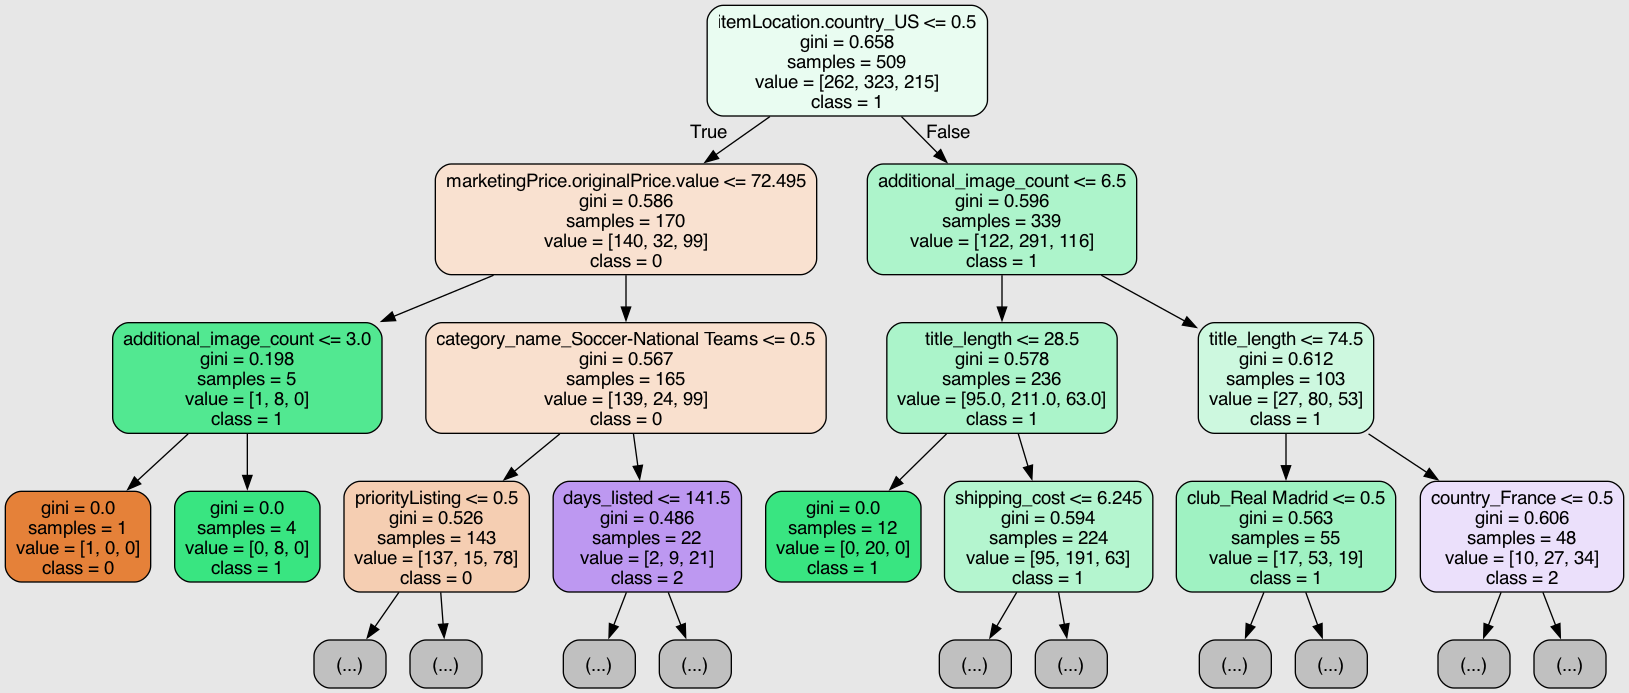 itemLocation.country_US <= 0.5
gini = 0.658
samples = 509
value = [262, 323, 215]
class = 1
True
False
marketingPrice.originalPrice.value <= 72.495
gini = 0.586
samples = 170
value = [140, 32, 99]
class = 0
additional_image_count <= 6.5
gini = 0.596
samples = 339
value = [122, 291, 116]
class = 1
additional_image_count <= 3.0
gini = 0.198
samples = 5
value = [1, 8, 0]
class = 1
category_name_Soccer-National Teams <= 0.5
gini = 0.567
samples = 165
value = [139, 24, 99]
class = 0
title_length <= 28.5
gini = 0.578
samples = 236
value = [95.0, 211.0, 63.0]
class = 1
title_length <= 74.5
gini = 0.612
samples = 103
value = [27, 80, 53]
class = 1
gini = 0.0
samples = 1
value = [1, 0, 0]
class = 0
gini = 0.0
samples = 4
value = [0, 8, 0]
class = 1
priorityListing <= 0.5
gini = 0.526
samples = 143
value = [137, 15, 78]
class = 0
days_listed <= 141.5
gini = 0.486
samples = 22
value = [2, 9, 21]
class = 2
gini = 0.0
samples = 12
value = [0, 20, 0]
class = 1
shipping_cost <= 6.245
gini = 0.594
samples = 224
value = [95, 191, 63]
class = 1
club_Real Madrid <= 0.5
gini = 0.563
samples = 55
value = [17, 53, 19]
class = 1
country_France <= 0.5
gini = 0.606
samples = 48
value = [10, 27, 34]
class = 2
(...)
(...)
(...)
(...)
(...)
(...)
(...)
(...)
(...)
(...)